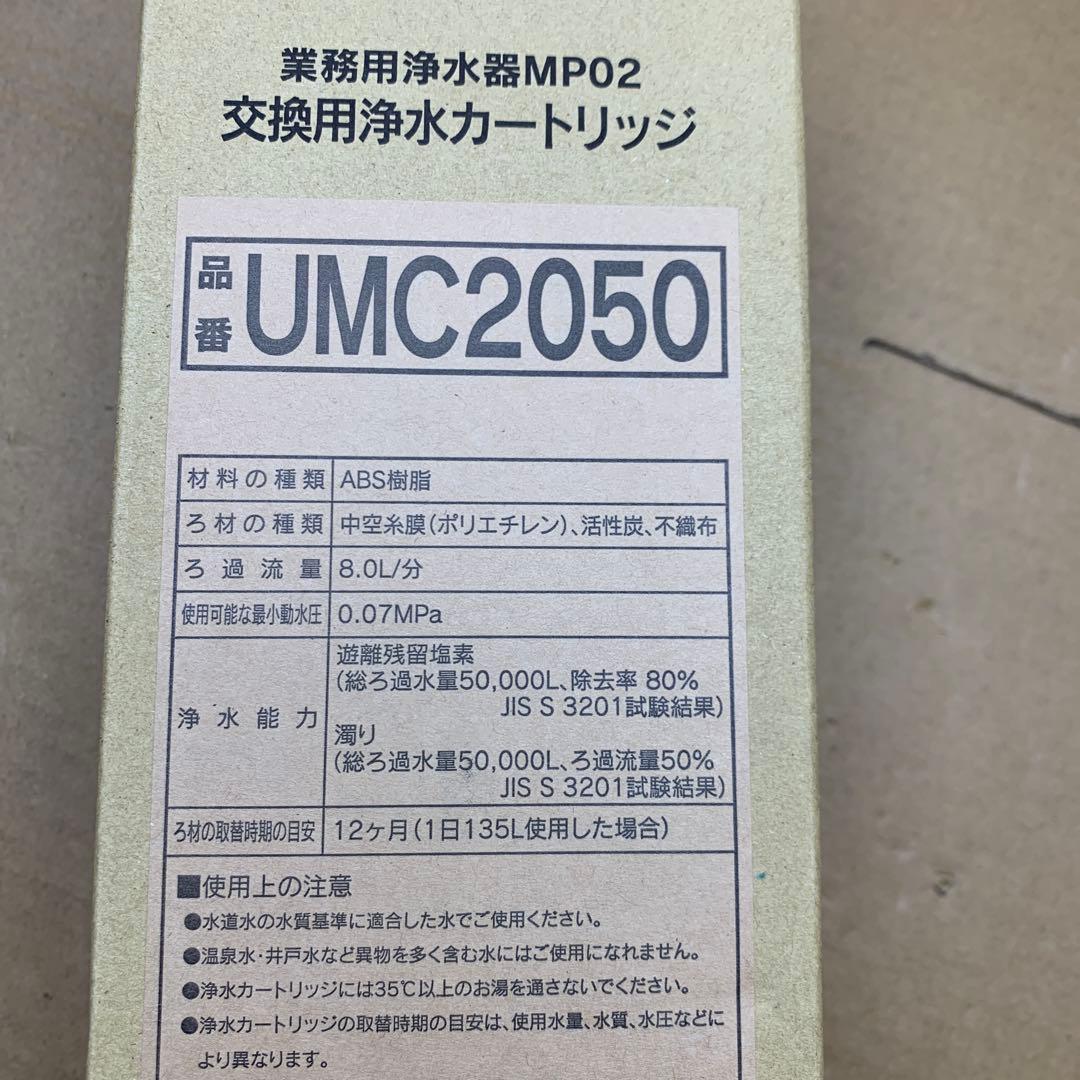 業務用浄水器MP02
交換用浄水カートリッジ
品番 UMC2050
材料の種類 ABS樹脂
ろ材の種類 中空糸膜(ポリエチレン)、活性炭、不織布
ろ過流量 8.0L/分
使用可能な最小動水圧 0.07MPa
浄水能力 遊離残留塩素
(総ろ過水量50,000L、除去率 80%
JIS S 3201試験結果)
濁り
(総ろ過水量50,000L、ろ過流量50%
JIS S 3201試験結果)
ろ材の取替時期の目安 12ヶ月(1日135L使用した場合)
■使用上の注意
●水道水の水質基準に適合した水でご使用ください。
●温泉水・井戸水など異物を多く含む水にはご使用になれません。
●浄水カートリッジには35℃以上のお湯を通さないでください。
●浄水カートリッジの取替時期の目安は、使用水量、水質、水圧などに
より異なります。